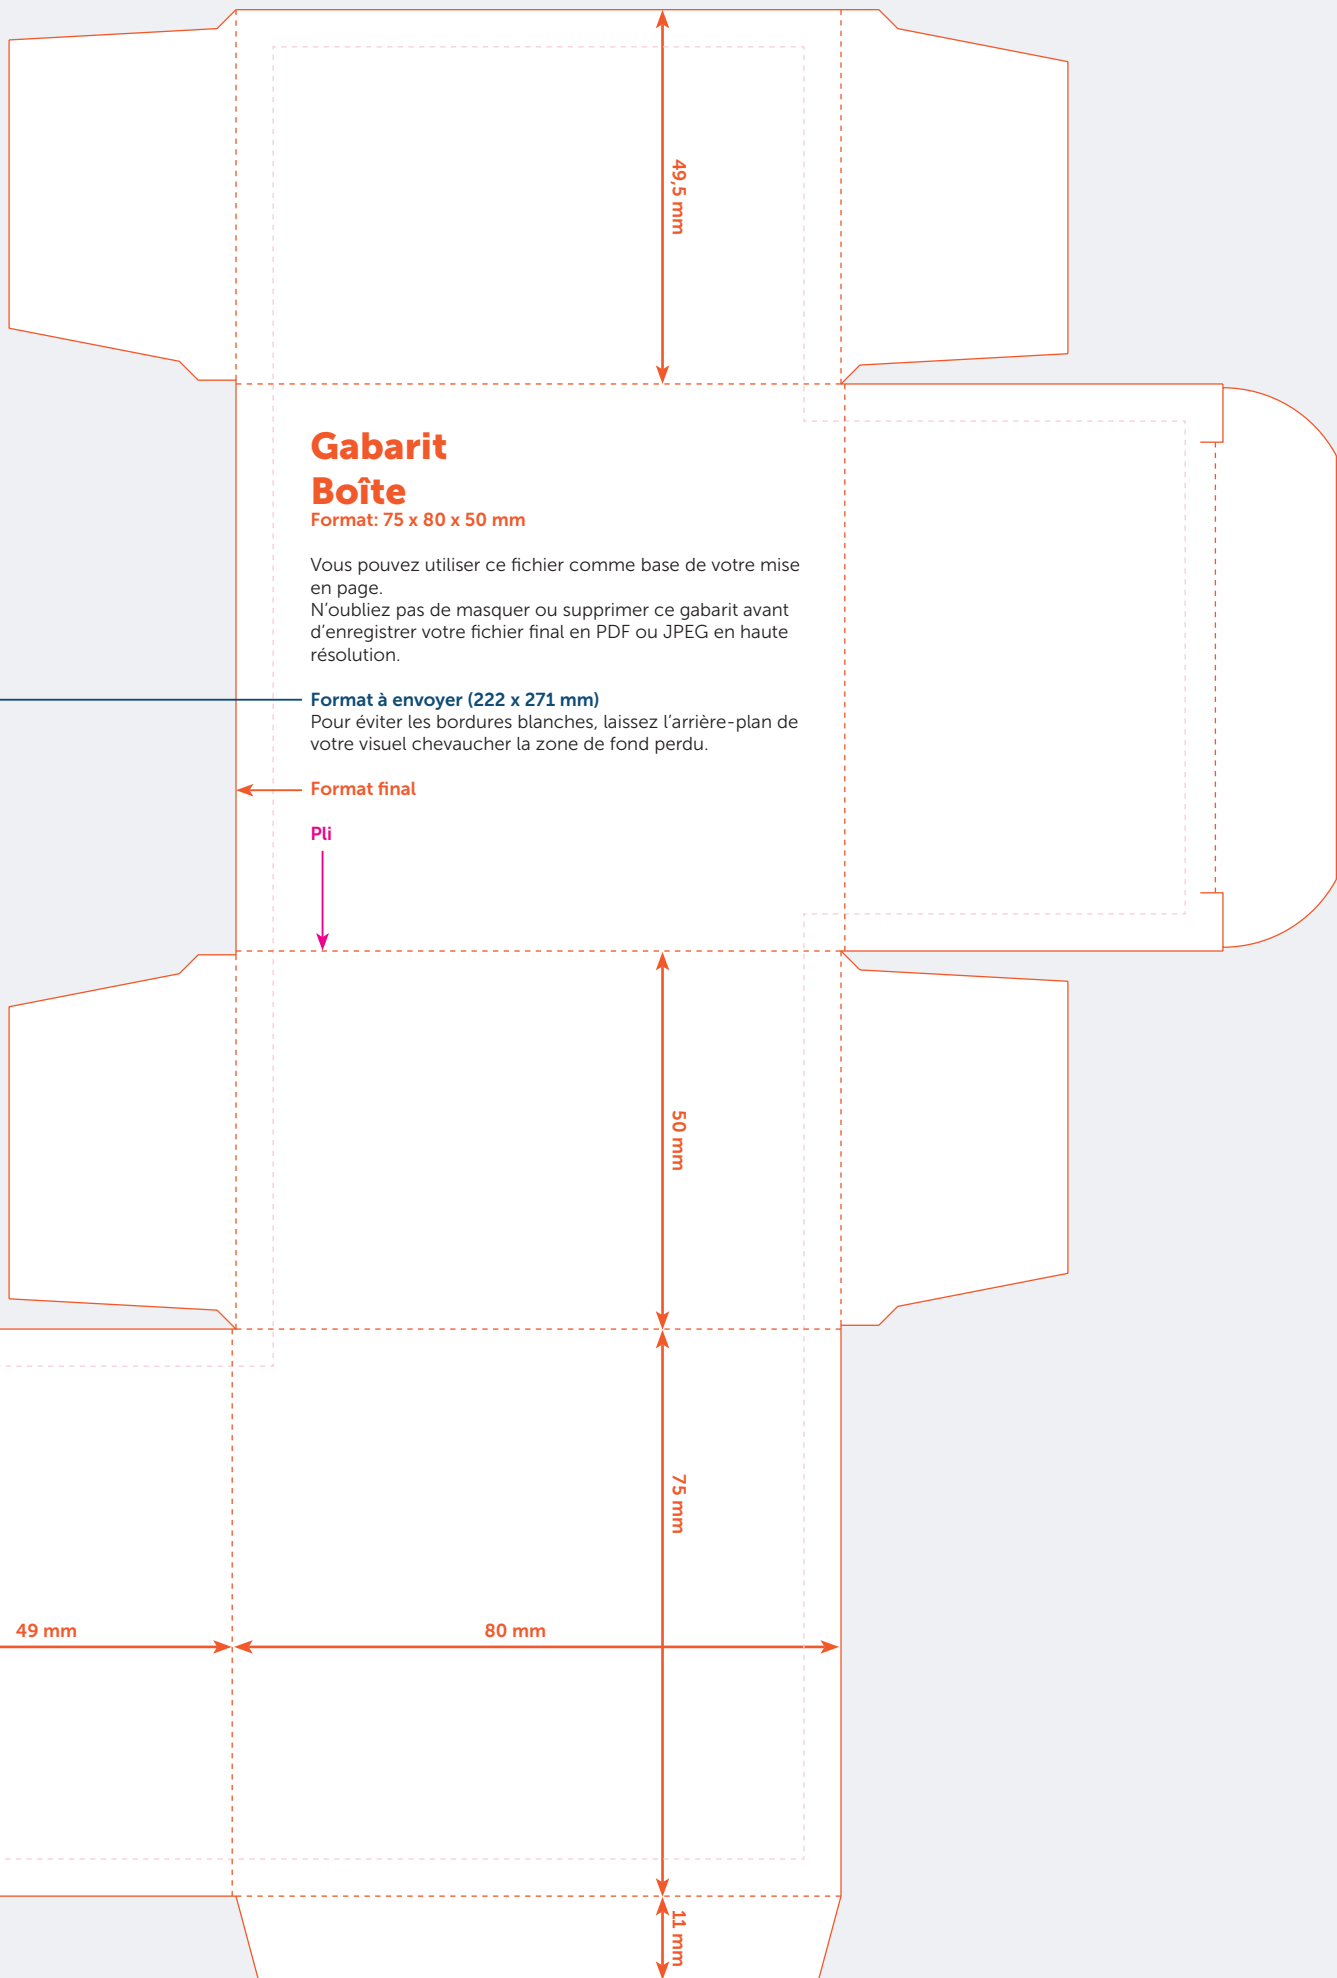 49,5 mm
Gabarit
Boîte
Format: 75 x 80 x 50 mm
Vous pouvez utiliser ce fichier comme base de votre mise
en page.
N'oubliez pas de masquer ou supprimer ce gabarit avant
d'enregistrer votre fichier final en PDF ou JPEG en haute
résolution.
Format à envoyer (222 x 271 mm)
Pour éviter les bordures blanches, laissez l'arrière-plan de
votre visuel chevaucher la zone de fond perdu.
Format final
Pli
50 mm
75 mm
49 mm
80 mm
11 mm